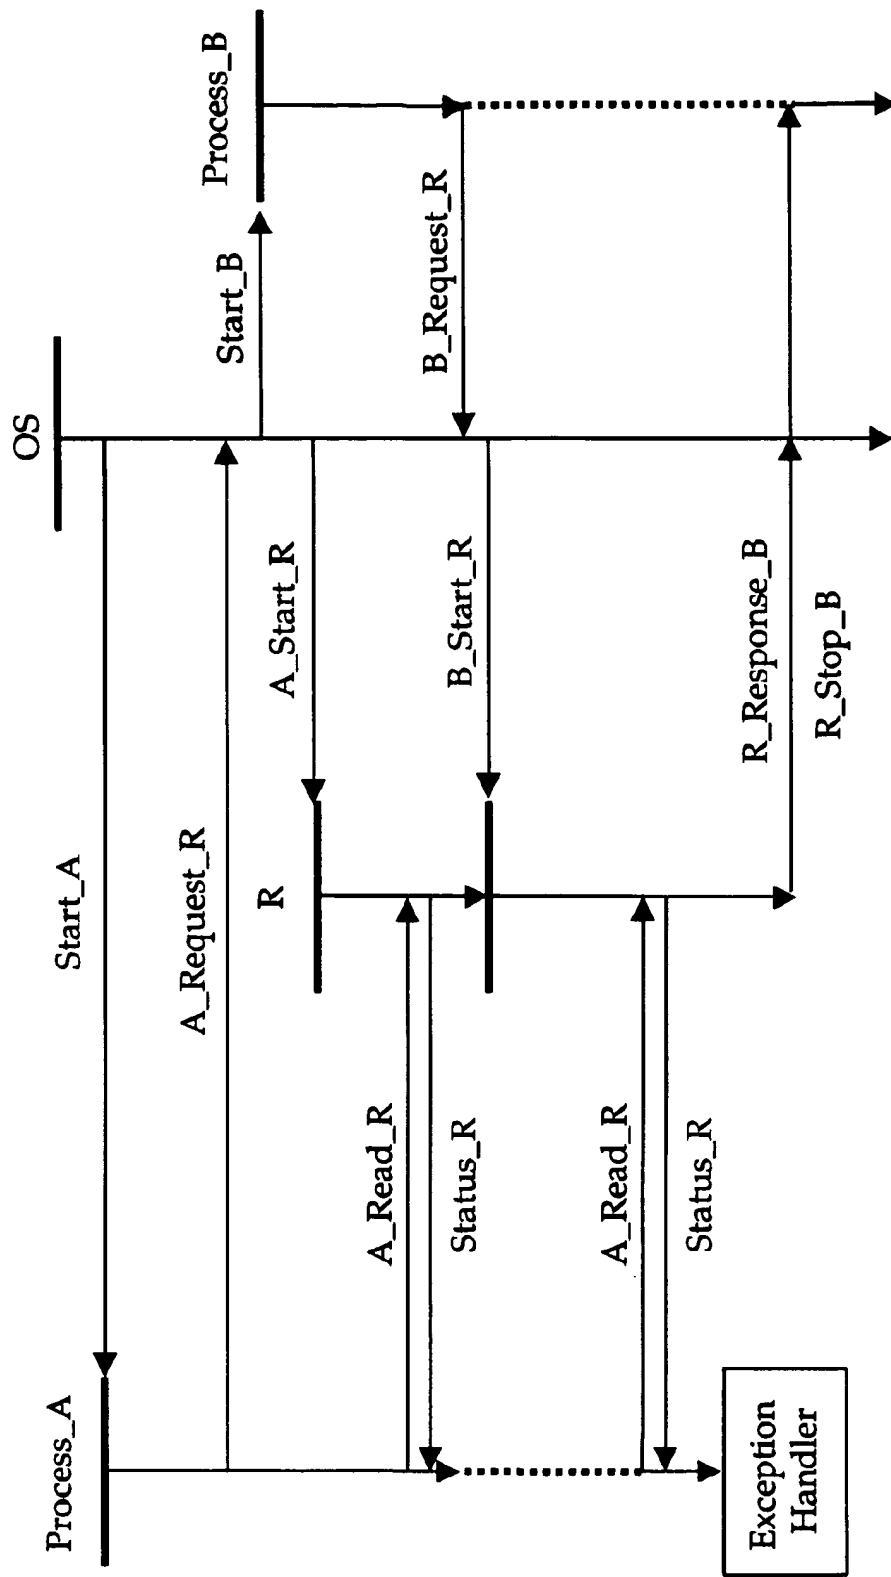 Process_A
Start_A
OS
Process_B
A_Request_R
Start_B
R
A_Start_R
A_Read_R
Status_R
B_Request_R
B_Start_R
A_Read_R
Status_R
R_Response_B
R_Stop_B
Exception
Handler